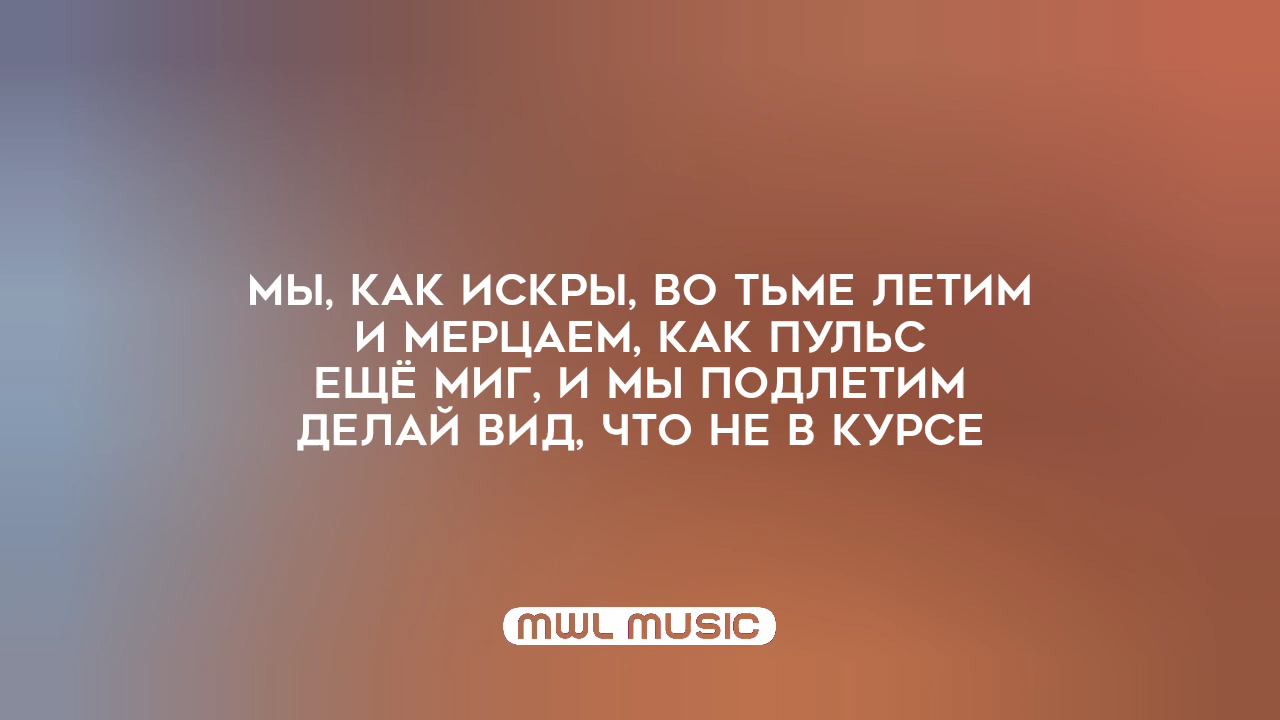 МЫ, КАК ИСКРЫ, ВО ТЬМЕ ЛЕТИМ
И МЕРЦАЕМ, КАК ПУЛЬС
ЕЩЁ МИГ, И МЫ ПОДЛЕТИМ
ДЕЛАЙ ВИД, ЧТО НЕ В КУРСЕ
MWL MUSIC